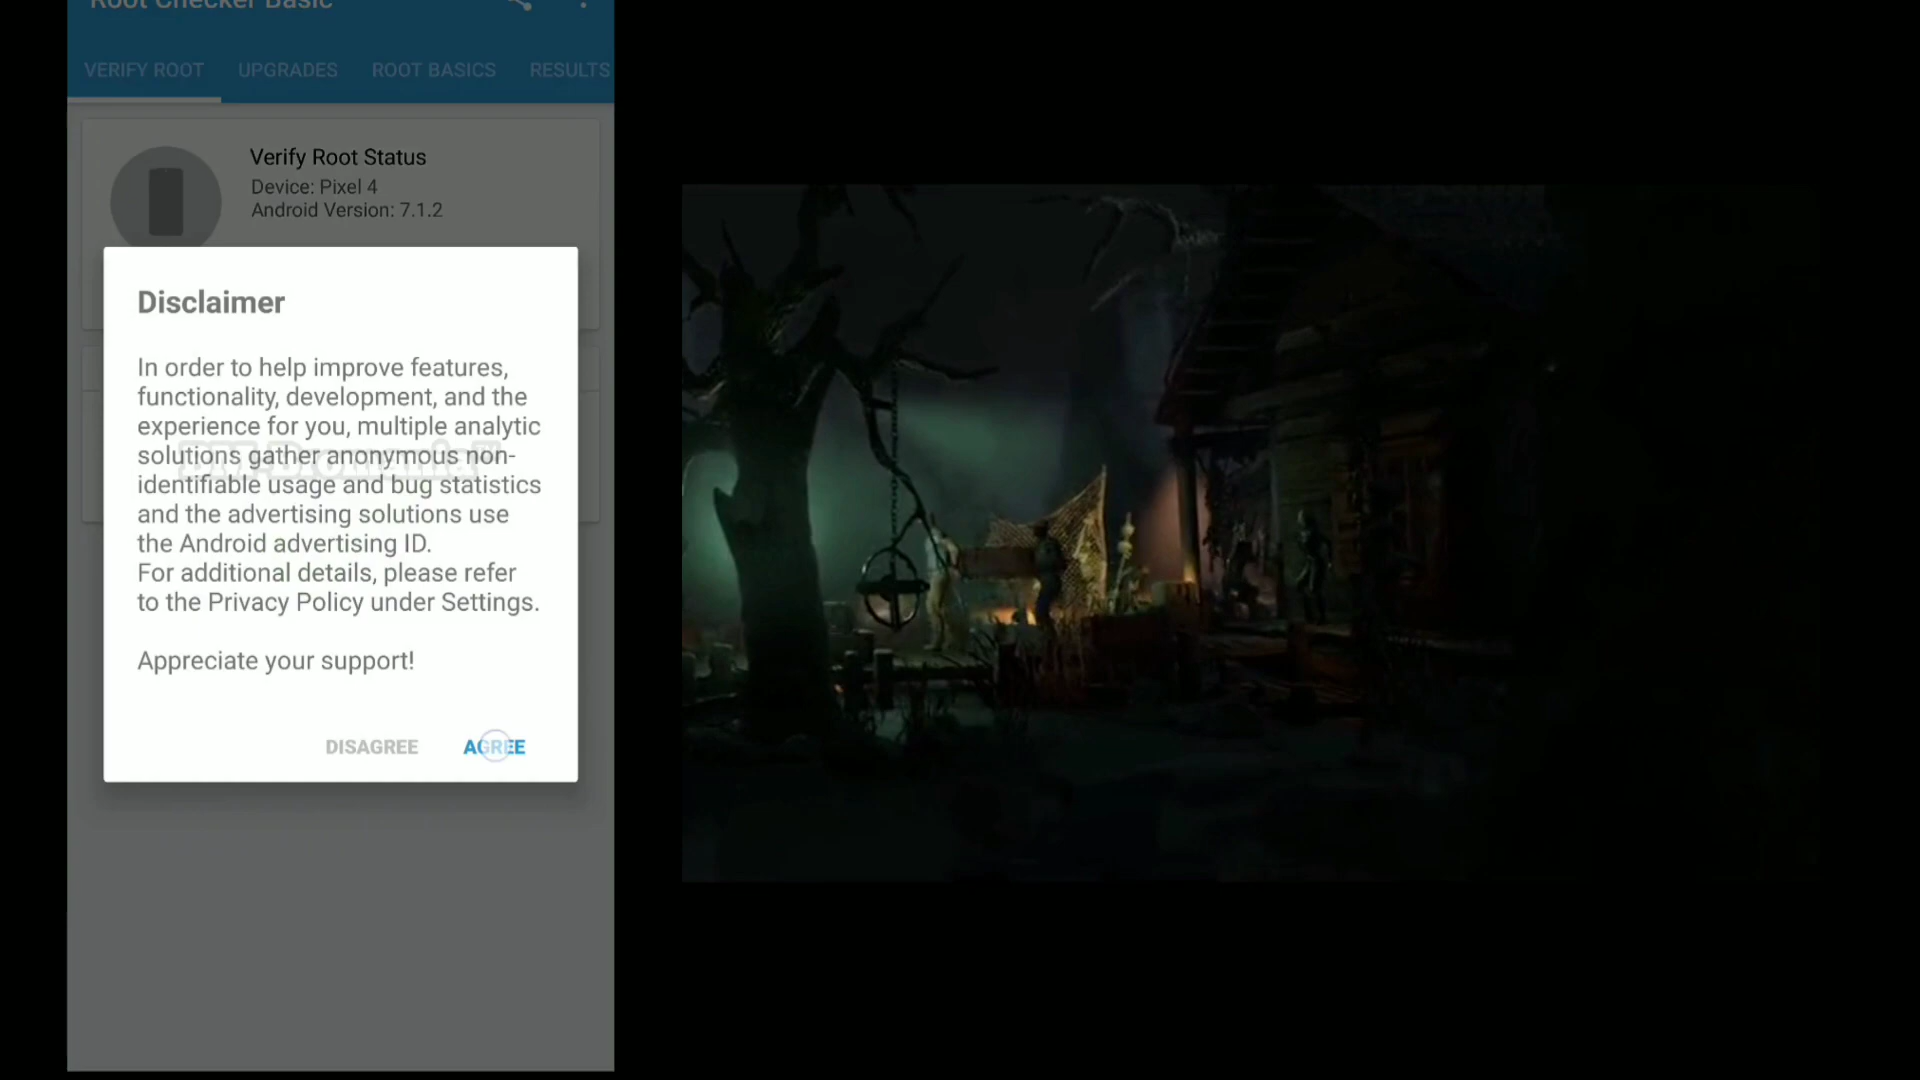 Root Checker Basic
VERIFY ROOT
UPGRADES
ROOT BASICS
RESULTS
Verify Root Status
Device: Pixel 4
Android Version: 7.1.2
Disclaimer
In order to help improve features,
functionality, development, and the
experience for you, multiple analytic
solutions gather anonymous non-
identifiable usage and bug statistics
and the advertising solutions use
the Android advertising ID.
For additional details, please refer
to the Privacy Policy under Settings.
Appreciate your support!
DISAGREE
AGREE